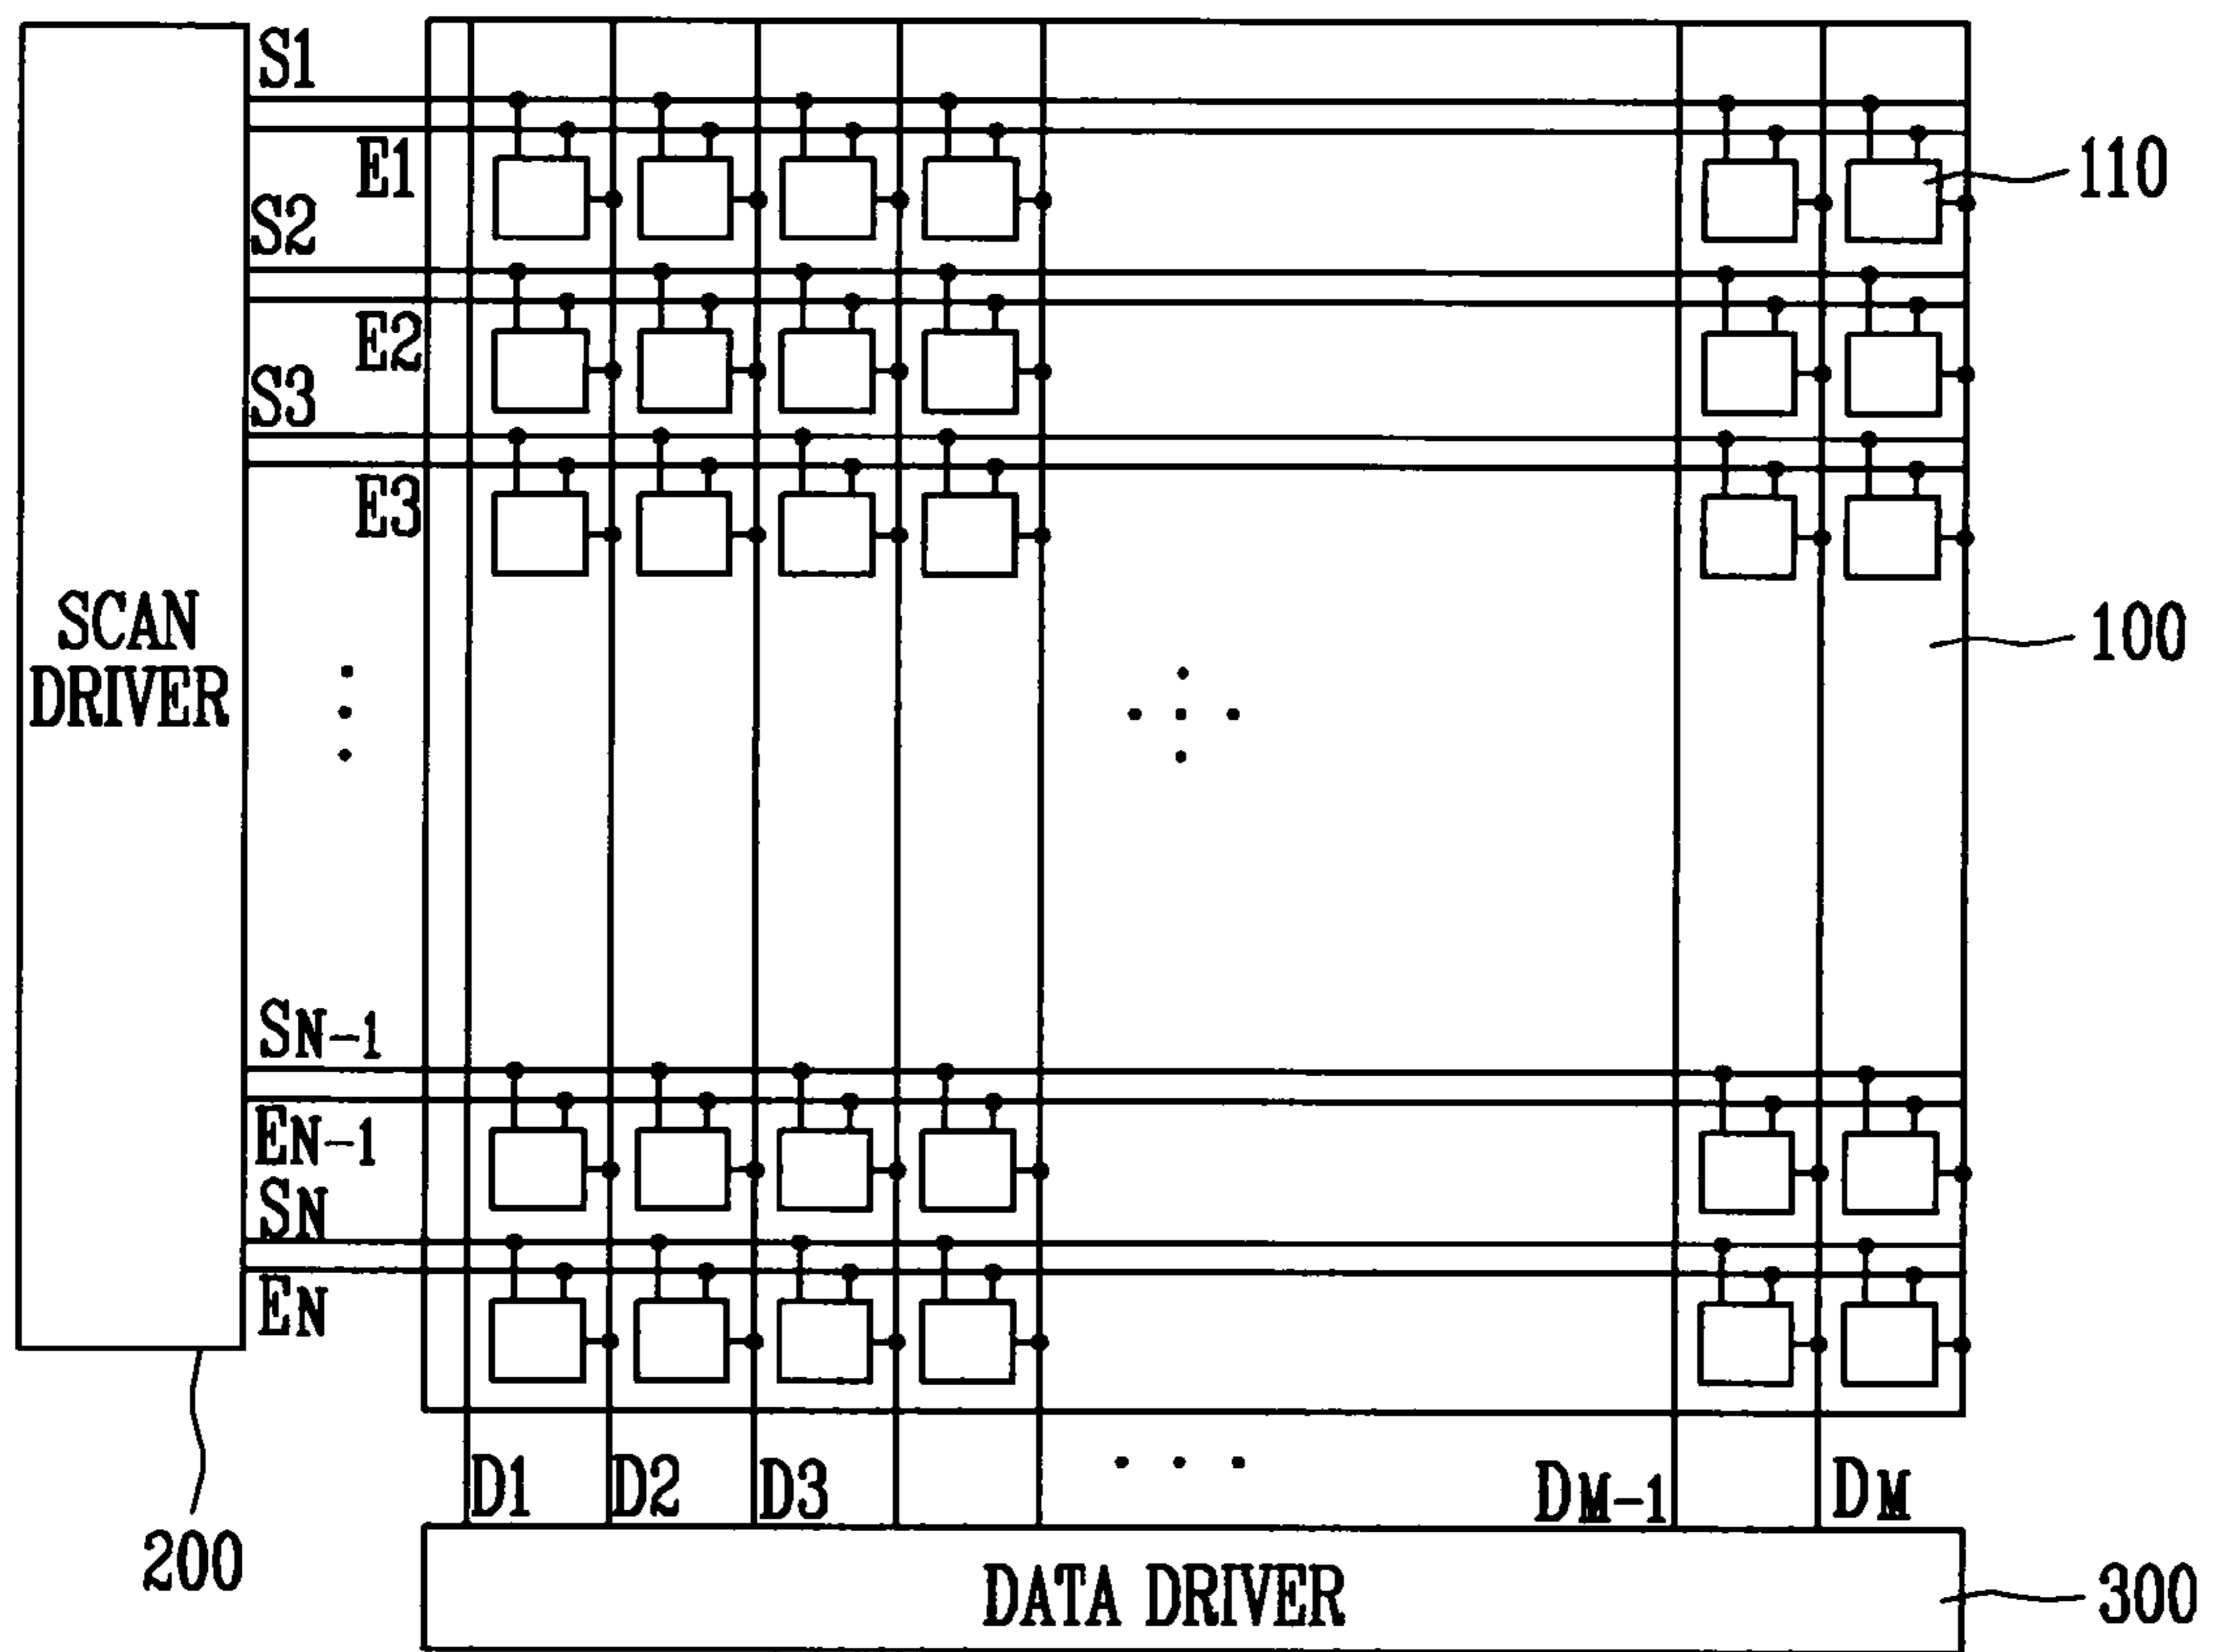 S1
E1
110
S2
E2
S3
E3
SCAN
DRIVER
100
SN-1
EN-1
SN
EN
D1 D2 D3 DM-1 DM
200
DATA DRIVER
300